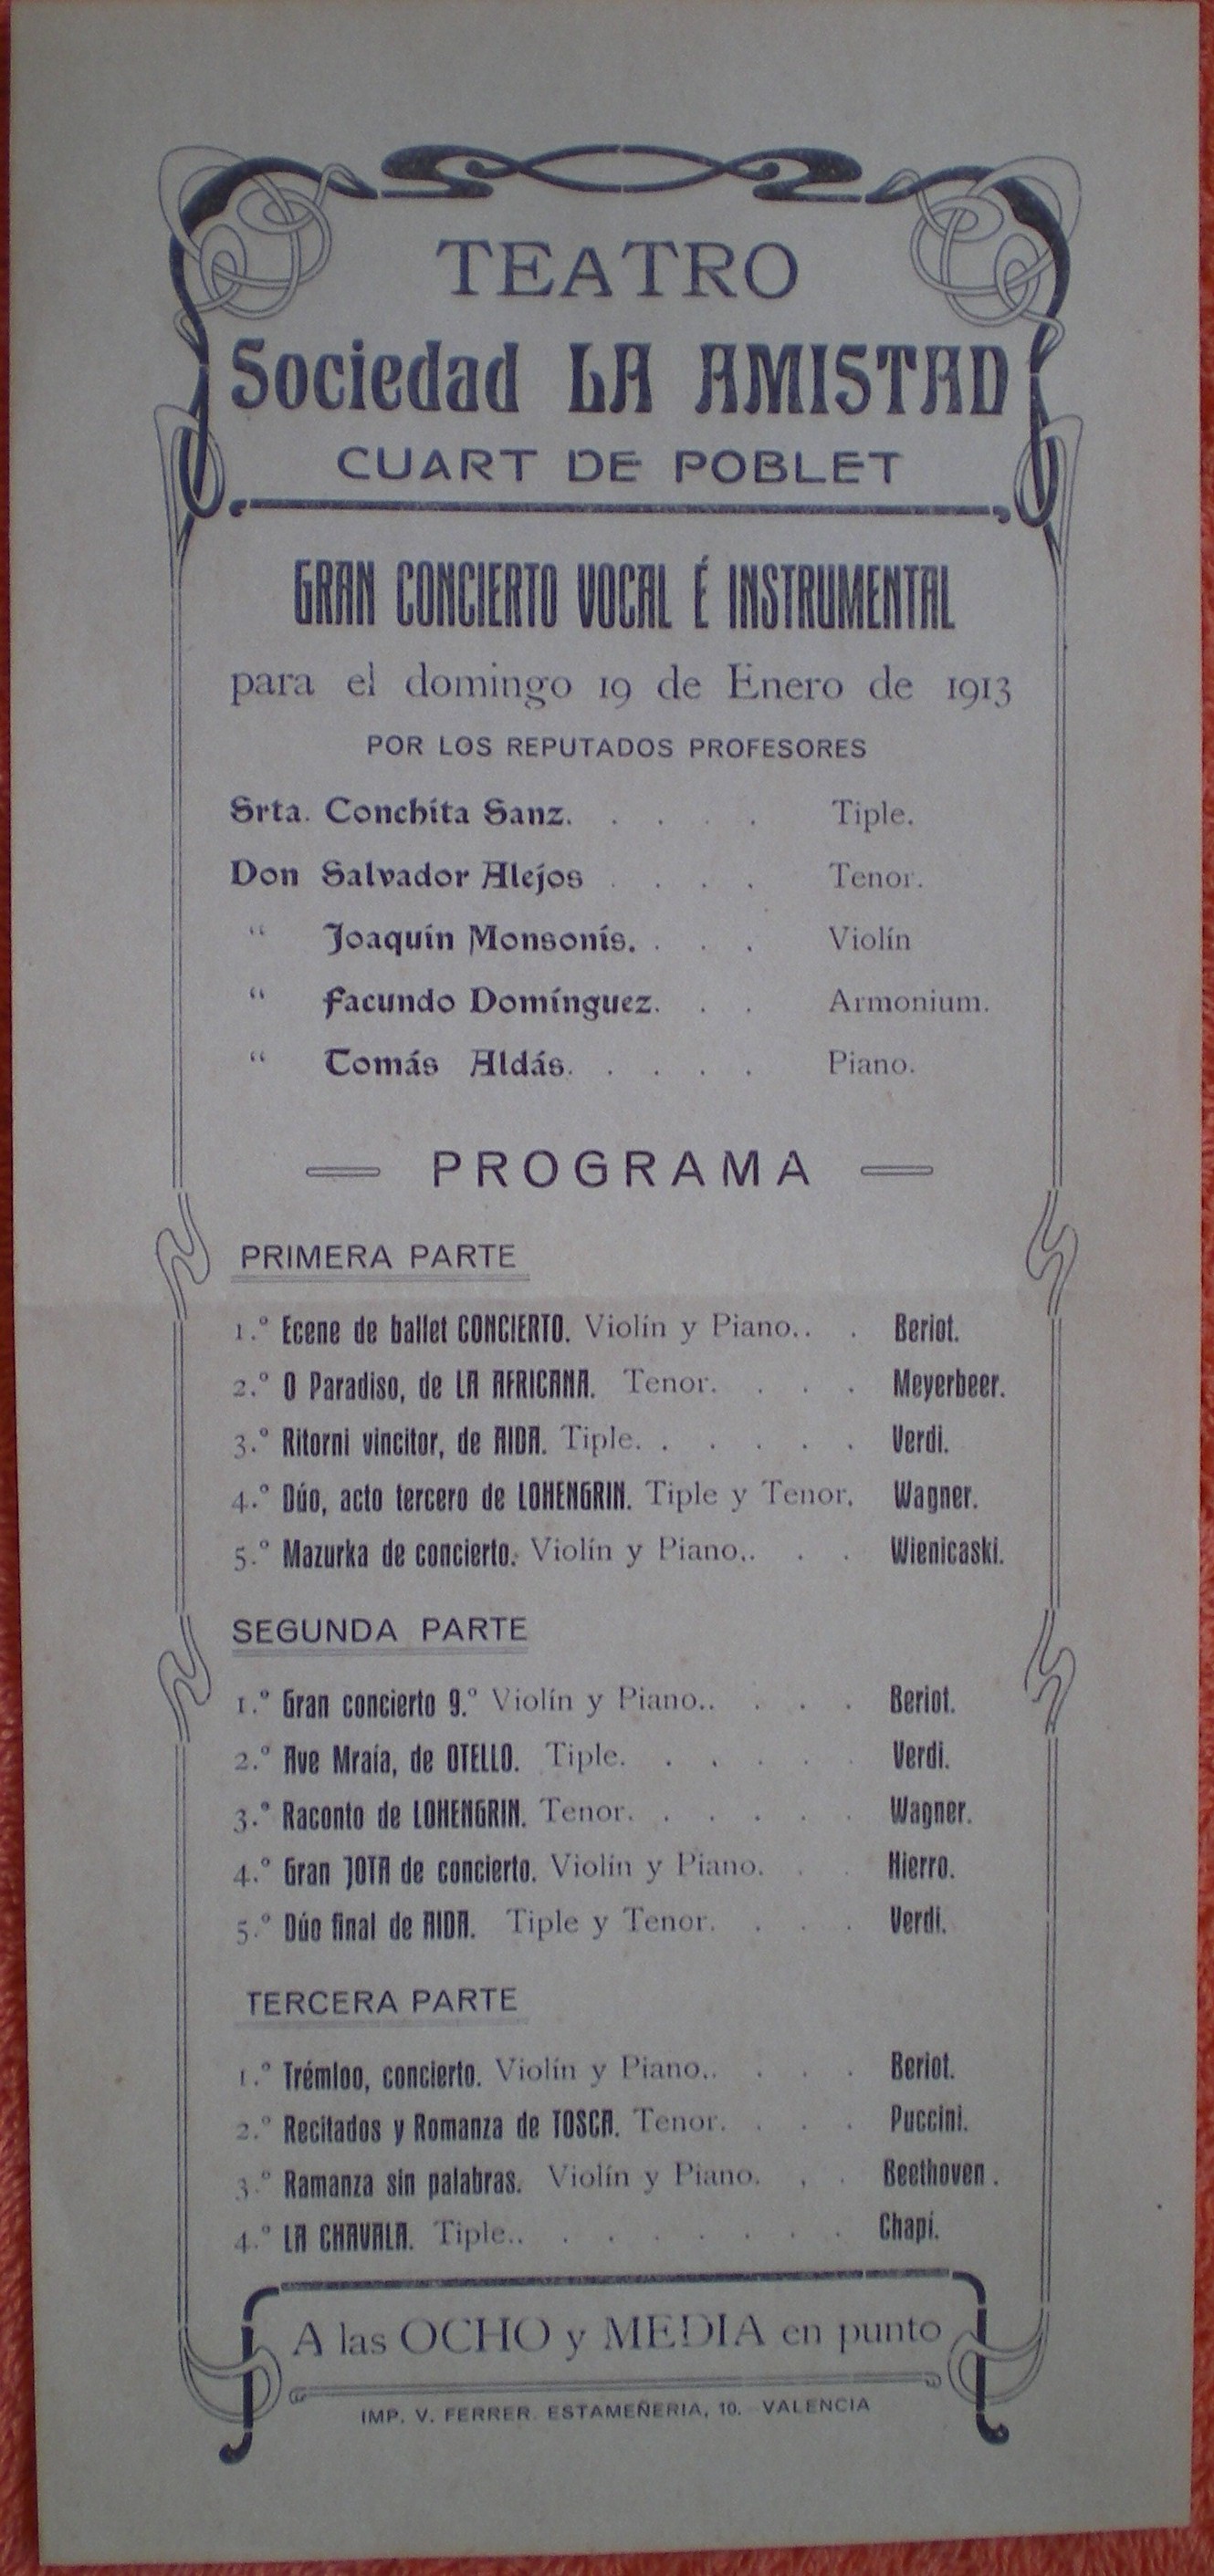 TEATRO
Sociedad LA AMISTAD
CUART DE POBLET
GRAN CONCIERTO VOCAL É INSTRUMENTAL
para el domingo 19 de Enero de 1913
POR LOS REPUTADOS PROFESORES
Srta. Conchita Sanz. . . . . Tiple.
Don Salvador Alejos . . . . Tenor.
“ Joaquín Monsonís. . . . Violín
“ Facundo Domínguez. . . Armonium.
“ Tomás Aldás. . . . . Piano.
PROGRAMA
PRIMERA PARTE
1.º Ecene de ballet CONCIERTO. Violín y Piano.. . Beriot.
2.º O Paradiso, de LA AFRICANA. Tenor. . . . Meyerbeer.
3.º Ritorni vincitor, de AIDA. Tiple. . . . . . Verdi.
4.º Dúo, acto tercero de LOHENGRIN. Tiple y Tenor. Wagner.
5.º Mazurka de concierto. Violín y Piano.. . . Wienicaski.
SEGUNDA PARTE
1.º Gran concierto 9.º Violín y Piano.. . . . Beriot.
2.º Ave Mraía, de OTELLO. Tiple. . . . . . Verdi.
3.º Raconto de LOHENGRIN. Tenor. . . . . . Wagner.
4.º Gran JOTA de concierto. Violín y Piano. . . Hierro.
5.º Dúo final de AIDA. Tiple y Tenor. . . . Verdi.
TERCERA PARTE
1.º Trémloo, concierto. Violín y Piano.. . . . Beriot.
2.º Recitados y Romanza de TOSCA. Tenor. . . . Puccini.
3.º Ramanza sin palabras. Violín y Piano. . . Beethoven .
4.º LA CHAVALA. Tiple.. . . . . . . . Chapí.
A las OCHO y MEDIA en punto
IMP. V. FERRER. ESTAMEÑERIA, 10. VALENCIA